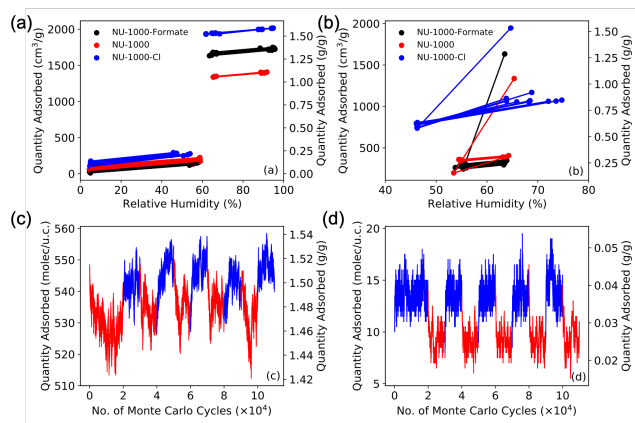 (a)
NU-1000-Formate
NU-1000
NU-1000-Cl
2000
1500
1000
500
0
Quantity Adsorbed (cm³/g)
1.50
1.25
1.00
0.75
0.50
0.25
0.00
Quantity Adsorbed (g/g)
0
20
40
60
80
100
Relative Humidity (%)
(a)
(b)
NU-1000-Formate
NU-1000
NU-1000-Cl
2000
1500
1000
500
Quantity Adsorbed (cm³/g)
1.50
1.25
1.00
0.75
0.50
0.25
Quantity Adsorbed (g/g)
40
50
60
70
80
Relative Humidity (%)
(b)
(c)
560
550
540
530
520
510
Quantity Adsorbed (molec/u.c.)
1.54
1.52
1.50
1.48
1.46
1.44
1.42
Quantity Adsorbed (g/g)
0
2
4
6
8
10
No. of Monte Carlo Cycles (×10⁴)
(c)
(d)
20
15
10
5
Quantity Adsorbed (molec/u.c.)
0.05
0.04
0.03
0.02
Quantity Adsorbed (g/g)
0
2
4
6
8
10
No. of Monte Carlo Cycles (×10⁴)
(d)